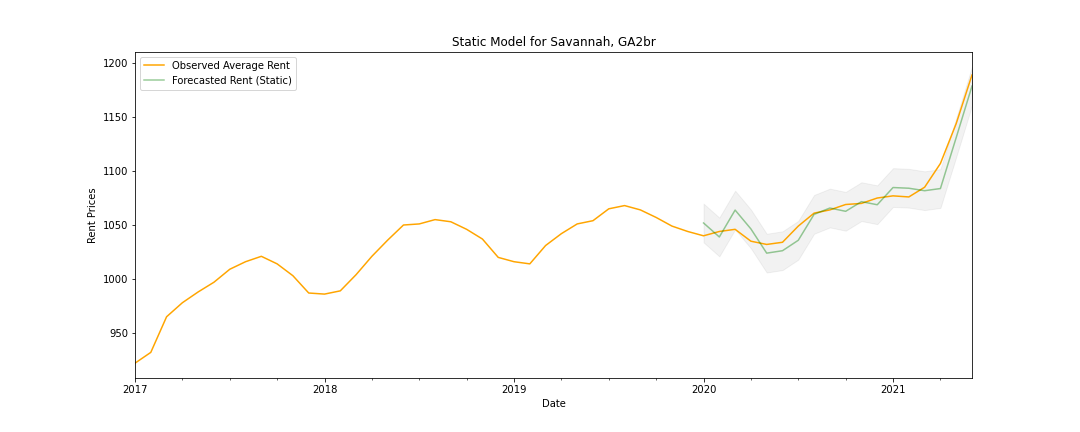 Static Model for Savannah, GA2br
Observed Average Rent
Forecasted Rent (Static)
1200
1150
1100
1050
1000
950
Rent Prices
2017
2018
2019
2020
2021
Date